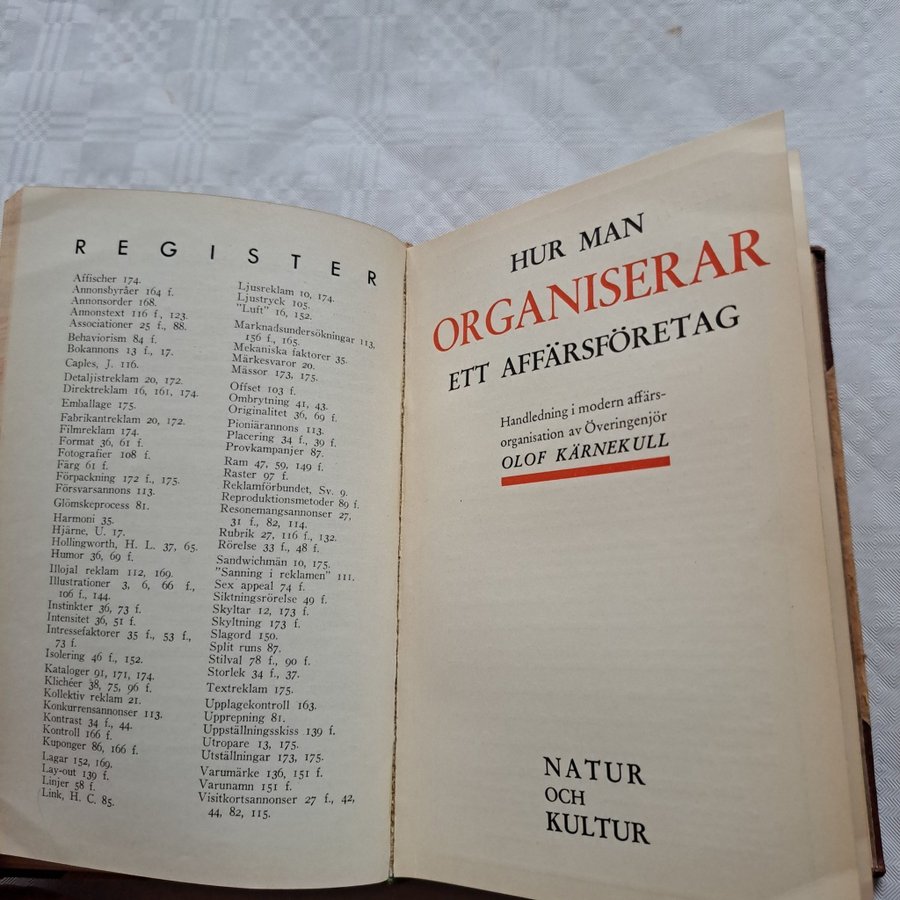 REGISTER
Affischer 174.
Annonsbyråer 164 f.
Annonsorder 168.
Annonstext 116 f, 123.
Associationer 25 f., 88.
Behaviorism 84 f.
Bokannons 13 f., 17.
Caples, J. 116.
Detaljistreklam 20, 172.
Direktreklam 16, 161, 174.
Emballage 175.
Fabrikantreklam 20, 172.
Filmreklam 174.
Format 36, 61 f.
Fotografier 108 f.
Färg 61 f.
Förpackning 172 f., 175.
Försvarsannons 113.
Glömskeprocess 81.
Harmoni 35.
Hjärne, U. 17.
Hollingworth, H. L. 37, 65.
Humor 36, 69 f.
Illojal reklam 112, 169.
Illustrationer 3, 6, 66 f.,
106 f., 144.
Instinkter 36, 73 f.
Intensitet 36, 51 f.
Intressefaktorer 35 f., 53 f.,
73 f.
Isolering 46 f., 152.
Kataloger 91, 171, 174.
Klichéer 38, 75, 96 f.
Kollektiv reklam 21.
Konkurrensannonser 113.
Kontrast 34 f., 44.
Kontroll 166 f.
Kuponger 86, 166 f.
Lagar 152, 169.
Lay-out 139 f.
Linjer 58 f.
Link, H. C. 85.
Ljusreklam 10, 174.
Ljustryck 105.
"Luft" 16, 152.
Marknadsundersökningar 113,
156 f., 165.
Mekaniska faktorer 35.
Märkesvaror 20.
Mässor 173, 175.
Offset 103 f.
Ombrytning 41, 43.
Originalitet 36, 69 f.
Pioniärannons 113.
Placering 34 f., 39 f.
Provkampanjer 87.
Ram 47, 59, 149 f.
Raster 97 f.
Reklamförbundet, Sv. 9.
Reproduktionsmetoder 89 f.
Resonemangsannonser 27,
31 f., 82, 114.
Rubrik 27, 116 f., 132.
Rörelse 33 f., 48 f.
Sandwichmän 10, 175.
"Sanning i reklamen" 111.
Sex appeal 74 f.
Siktningsrörelse 49 f.
Skyltar 12, 173 f.
Skyltning 173 f.
Slagord 150.
Split runs 87.
Stilval 78 f., 90 f.
Storlek 34 f., 37.
Textreklam 175.
Upplagekontroll 163.
Upprepning 81.
Uppställningsskiss 139 f.
Utropare 13, 175.
Utställningar 173, 175.
Varumärke 136, 151 f.
Varunamn 151 f.
Visitkortsannonser 27 f., 42,
44, 82, 115.
HUR MAN
ORGANISERAR
ETT AFFÄRSFÖRETAG
Handledning i modern affärs-
organisation av Överingenjör
OLOF KÄRNEKULL
NATUR
OCH
KULTUR